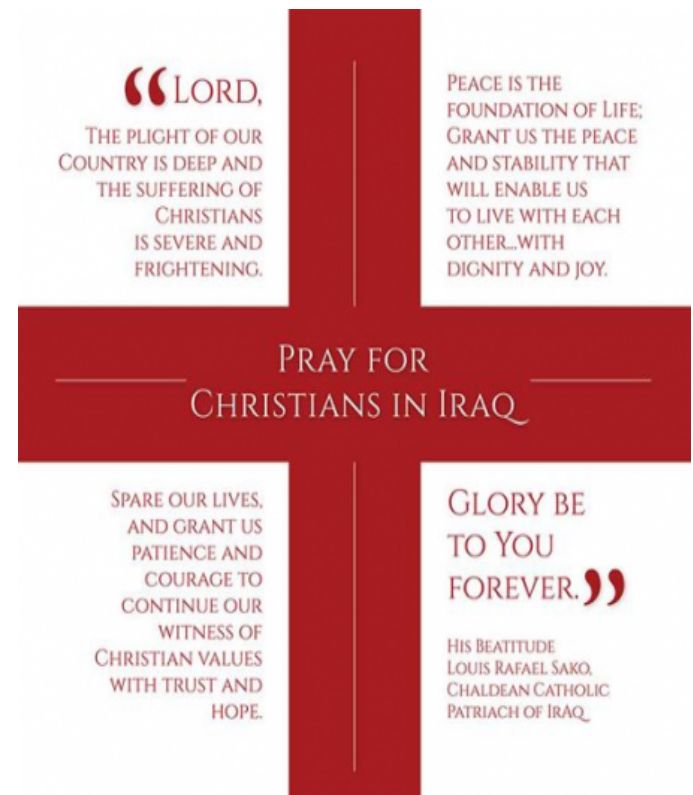 “LORD,
THE PLIGHT OF OUR
COUNTRY IS DEEP AND
THE SUFFERING OF
CHRISTIANS
IS SEVERE AND
FRIGHTENING.
PEACE IS THE
FOUNDATION OF LIFE;
GRANT US THE PEACE
AND STABILITY THAT
WILL ENABLE US
TO LIVE WITH EACH
OTHER...WITH
DIGNITY AND JOY.
PRAY FOR
CHRISTIANS IN IRAQ
SPARE OUR LIVES,
AND GRANT US
PATIENCE AND
COURAGE TO
CONTINUE OUR
WITNESS OF
CHRISTIAN VALUES
WITH TRUST AND
HOPE.
GLORY BE
TO YOU
FOREVER.”
HIS BEATITUDE
LOUIS RAFAEL SAKO,
CHALDEAN CATHOLIC
PATRIACH OF IRAQ